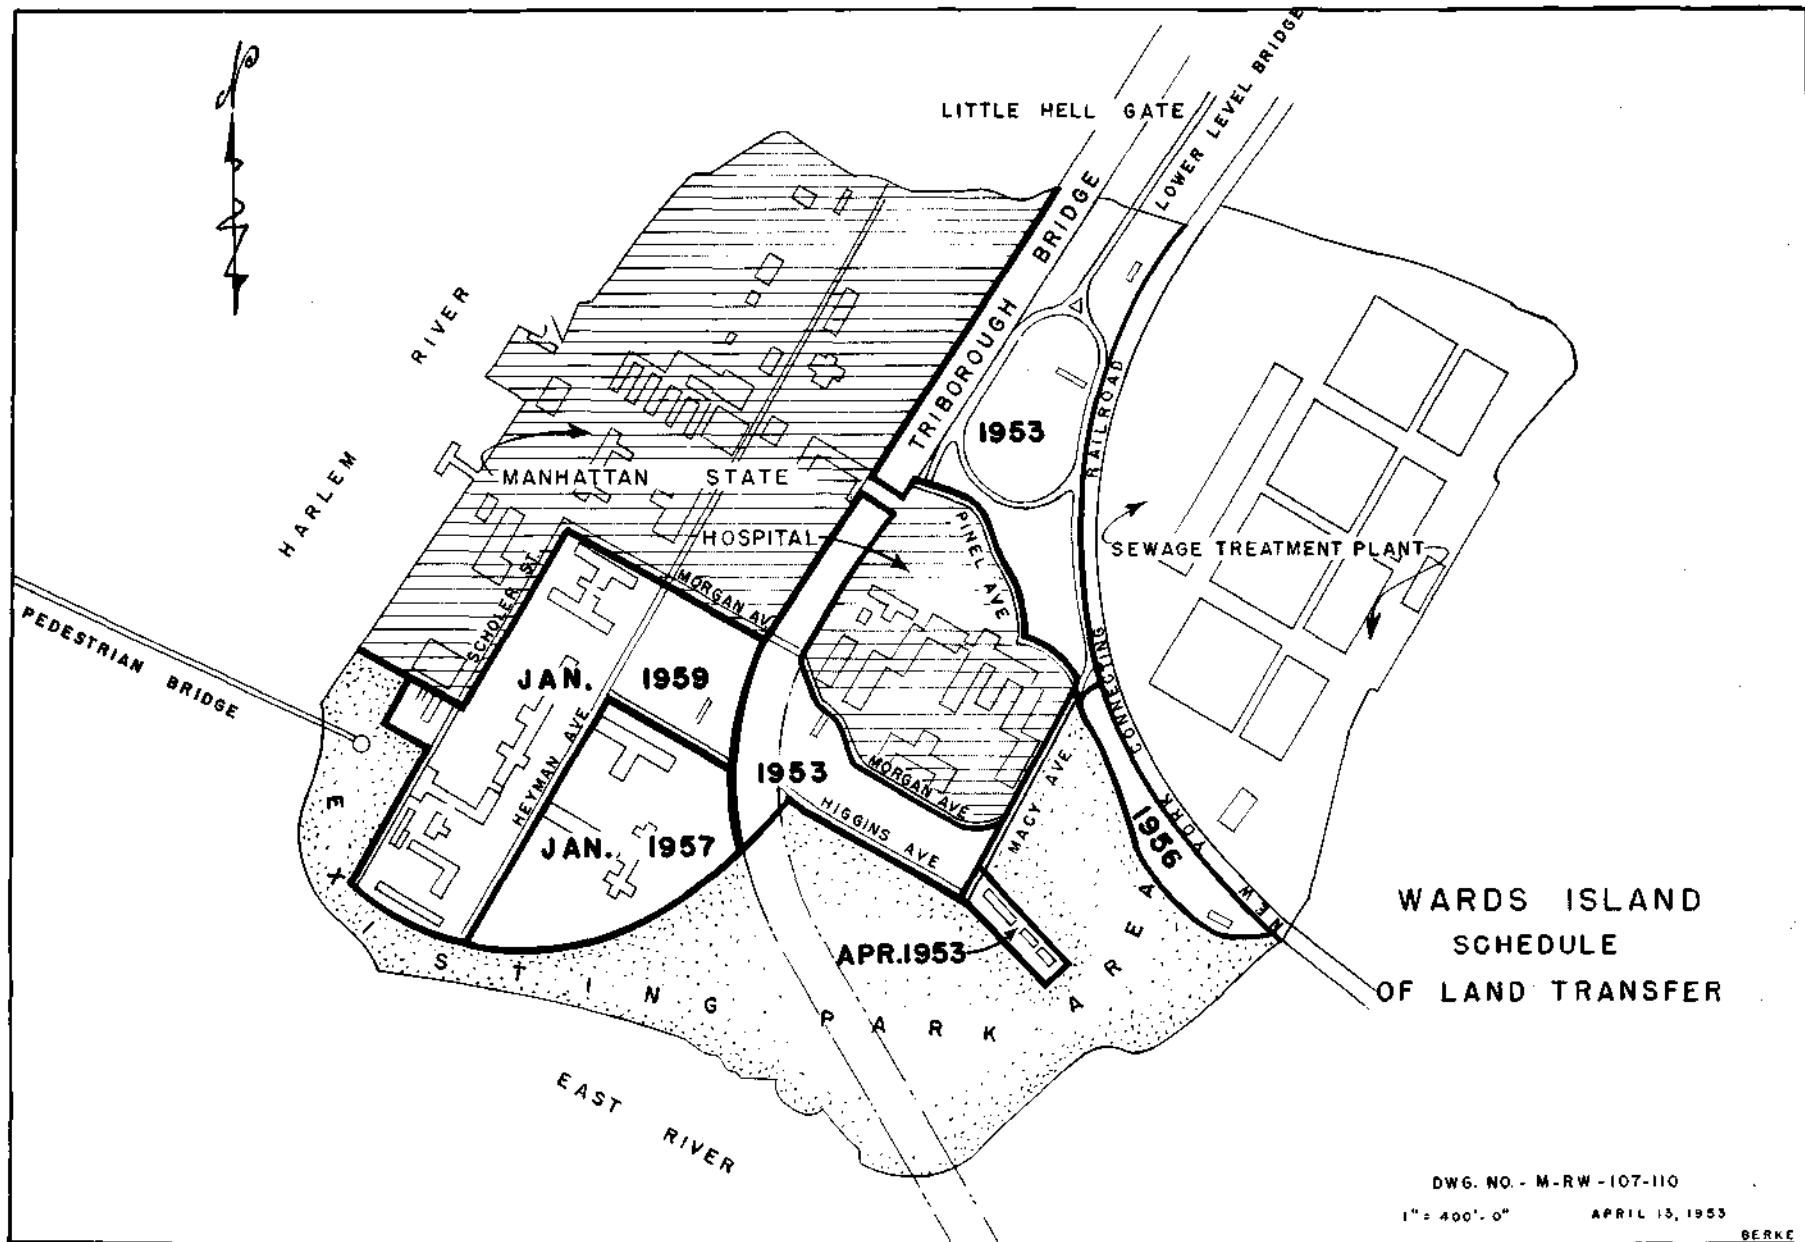 LITTLE HELL GATE
LOWER LEVEL BRIDGE
TRIBOROUGH BRIDGE
HARLEM RIVER
1953
RAILROAD
MANHATTAN STATE
HOSPITAL
PINEL AVE
SEWAGE TREATMENT PLANT
SCHOLER ST.
MORGAN AVE
PEDESTRIAN BRIDGE
JAN. 1959
HEYMAN AVE
NEW YORK CONNECTING
1953
MORGAN AVE
MACY AVE
HIGGINS AVE
JAN. 1957
1956
APR.1953
EXISTING PARK AREA
WARDS ISLAND
SCHEDULE
OF LAND TRANSFER
EAST RIVER
DWG. NO. - M-RW-107-110
1" = 400'-0" APRIL 13, 1953
BERKE